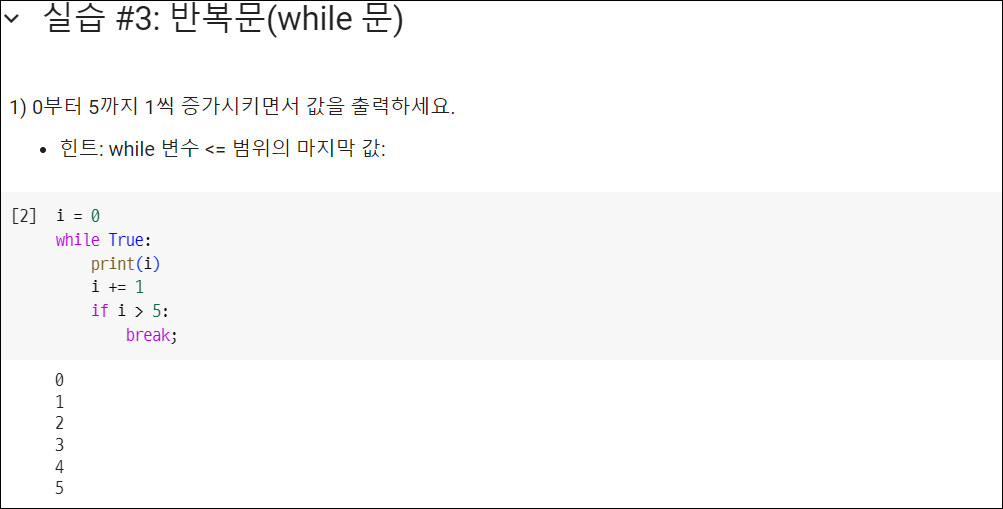 실습 #3: 반복문(while 문)
1) 0부터 5까지 1씩 증가시키면서 값을 출력하세요.
• 힌트: while 변수 <= 범위의 마지막 값:
[2] i = 0
while True:
    print(i)
    i += 1
    if i > 5:
        break;
0
1
2
3
4
5